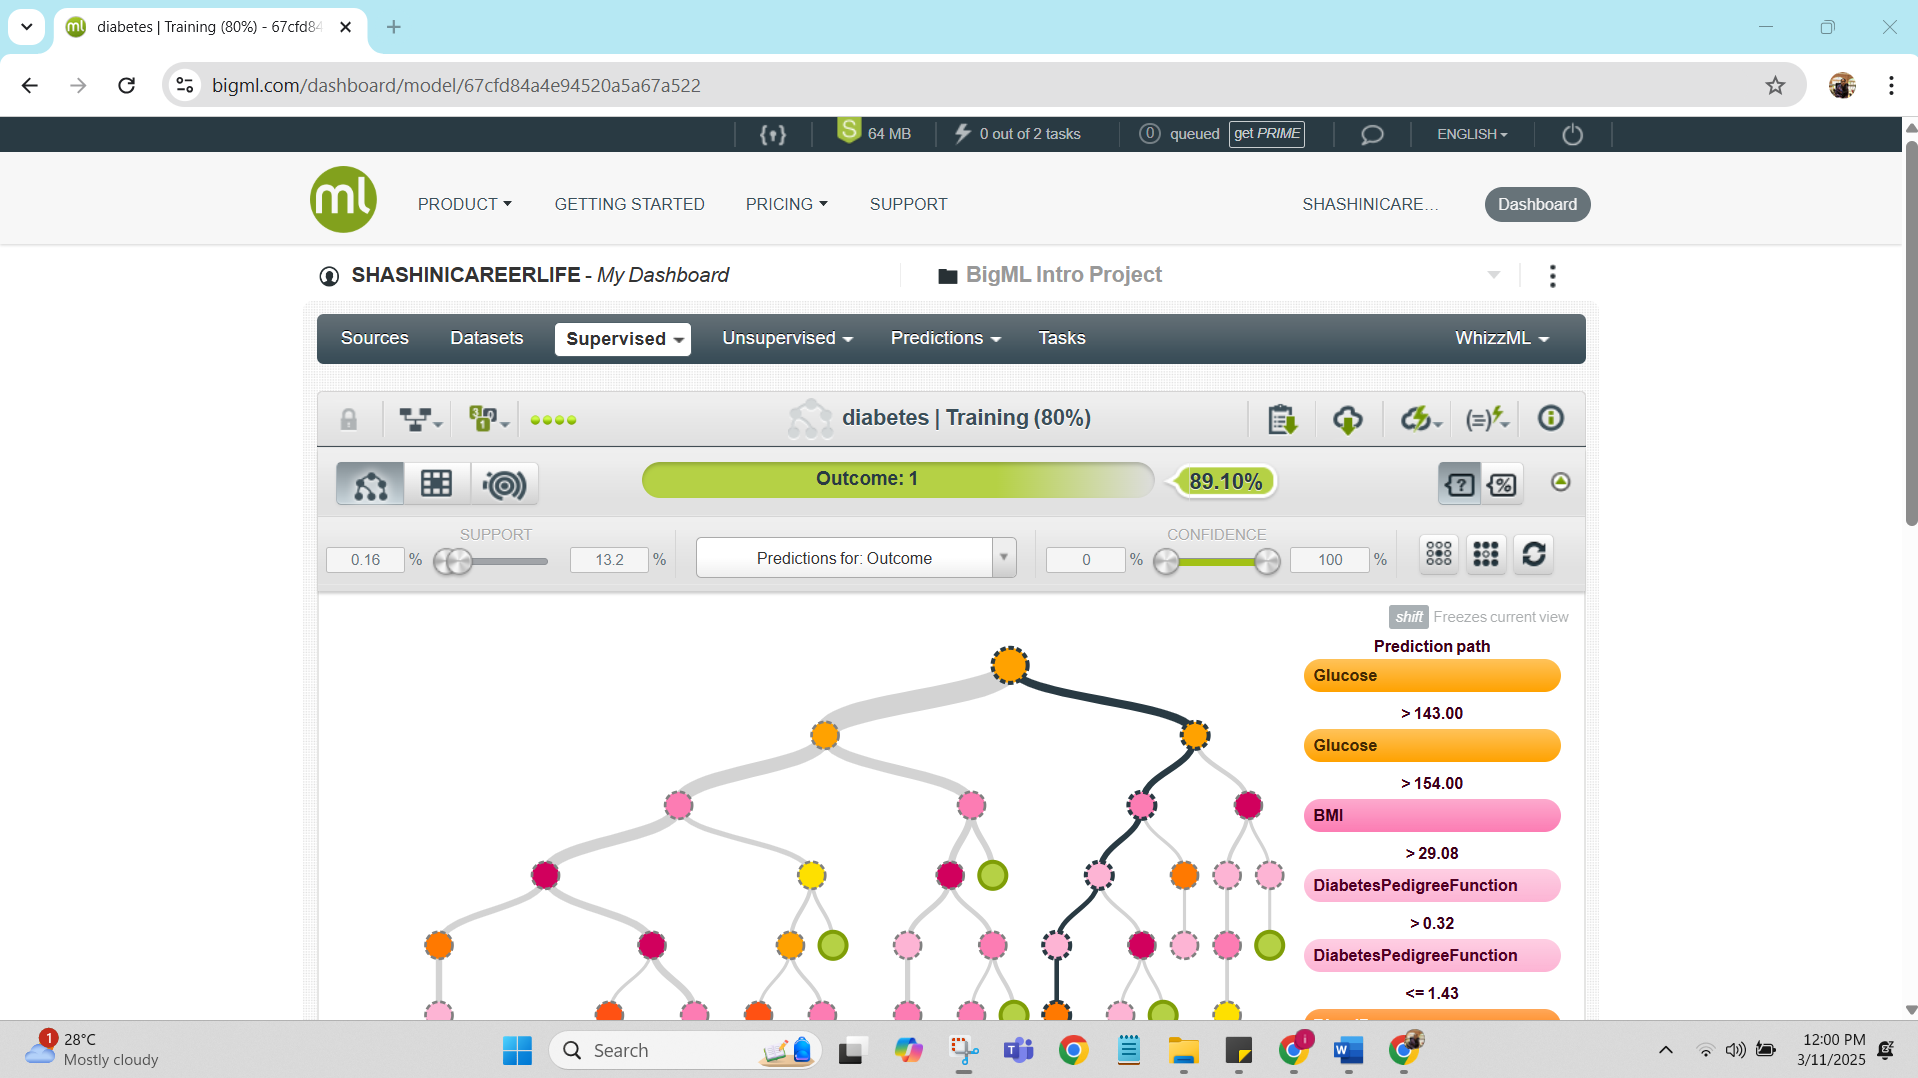 diabetes | Training (80%) - 67cfd84
bigml.com/dashboard/model/67cfd84a4e94520a5a67a522
S 64 MB 0 out of 2 tasks 0 queued get PRIME ENGLISH
ml PRODUCT GETTING STARTED PRICING SUPPORT SHASHINICARE... Dashboard
SHASHINICAREERLIFE - My Dashboard BigML Intro Project
Sources Datasets Supervised Unsupervised Predictions Tasks WhizzML
diabetes | Training (80%)
Outcome: 1 89.10%
SUPPORT CONFIDENCE
0.16 % 13.2 % Predictions for: Outcome 0 % 100 %
shift Freezes current view
Prediction path
Glucose
> 143.00
Glucose
> 154.00
BMI
> 29.08
DiabetesPedigreeFunction
> 0.32
DiabetesPedigreeFunction
<= 1.43
1 28°C
Mostly cloudy
Search
12:00 PM
3/11/2025